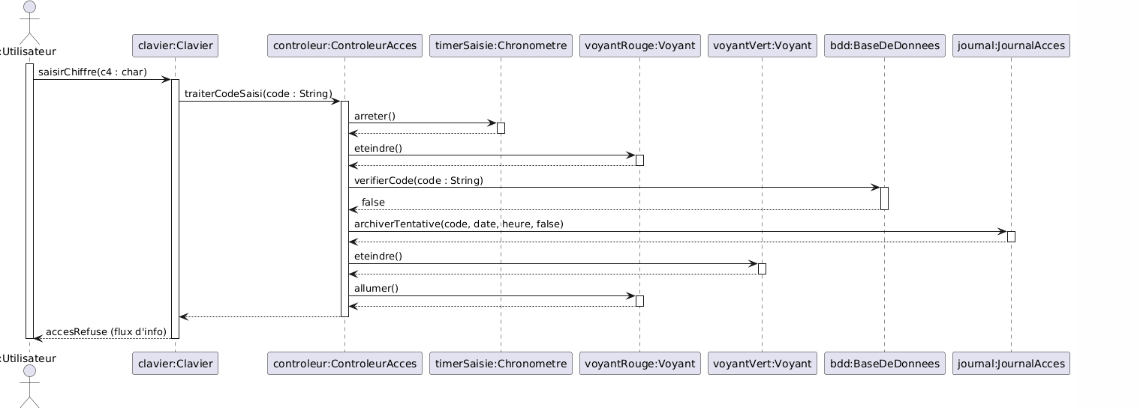 clavier:Clavier controleur:ControleurAcces timerSaisie:Chronometre voyantRouge:Voyant voyantVert:Voyant bdd:BaseDeDonnees journal:JournalAcces
:Utilisateur
saisirChiffre(c4 : char)
traiterCodeSaisi(code : String)
arreter()
eteindre()
verifierCode(code : String)
false
archiverTentative(code, date, heure, false)
eteindre()
allumer()
accesRefuse (flux d'info)
:Utilisateur
clavier:Clavier controleur:ControleurAcces timerSaisie:Chronometre voyantRouge:Voyant voyantVert:Voyant bdd:BaseDeDonnees journal:JournalAcces